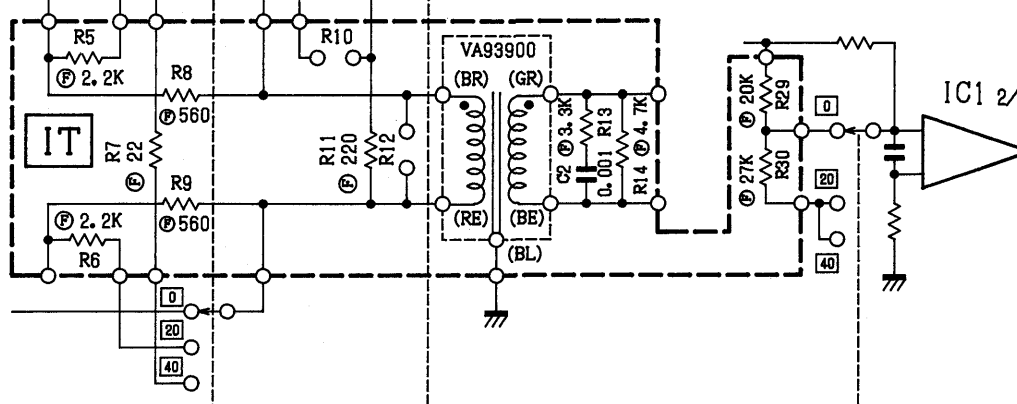 R5
Ⓕ 2.2K
R8
Ⓕ 560
R10
VA93900
(BR)
(GR)
IT
R7
22
Ⓕ
R9
Ⓕ 560
R11
220
Ⓕ
R12
C2
0.001
Ⓕ 3.3K
R13
R14
Ⓕ 4.7K
Ⓕ 20K
R29
Ⓕ 27K
R30
0
20
40
IC1 2/
(RE)
(BE)
(BL)
Ⓕ 2.2K
R6
0
20
40